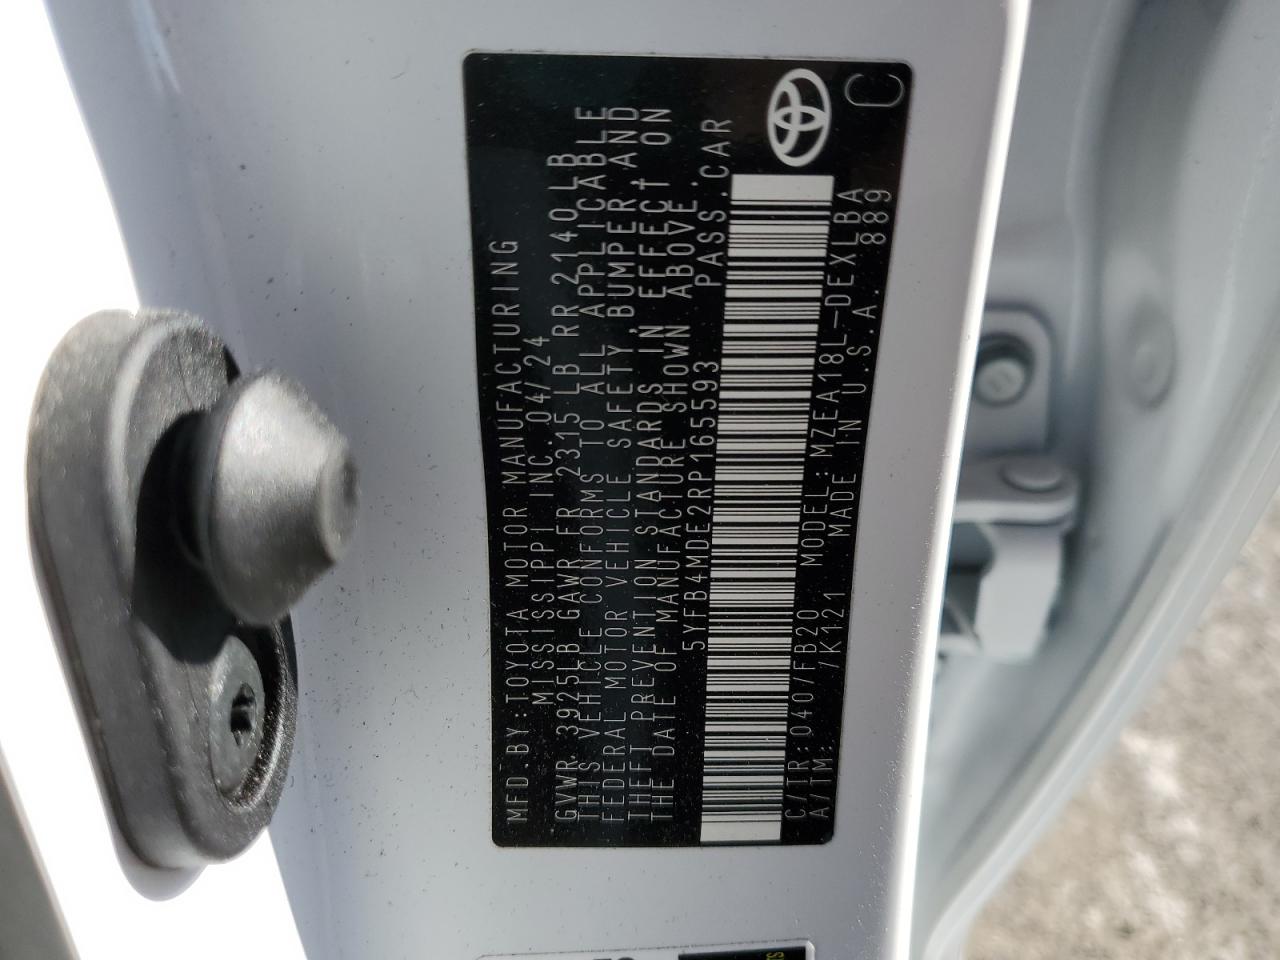 MFD. BY: TOYOTA MOTOR MANUFACTURING
MISSISSIPPI INC. 04/24
GVWR 3925LB GAWR FR 2315 LB RR 2140LB
THIS VEHICLE CONFORMS TO ALL APPLICABLE
FEDERAL MOTOR VEHICLE SAFETY, BUMPER, AND
THEFT PREVENTION STANDARDS IN EFFECT ON
THE DATE OF MANUFACTURE SHOWN ABOVE.
5YFB4MDE2RP165593 PASS. CAR
C/TR: 040/FB20 MODEL: MZEA18L-DEXLBA
A/TM: /K121 MADE IN U.S.A. 889
C